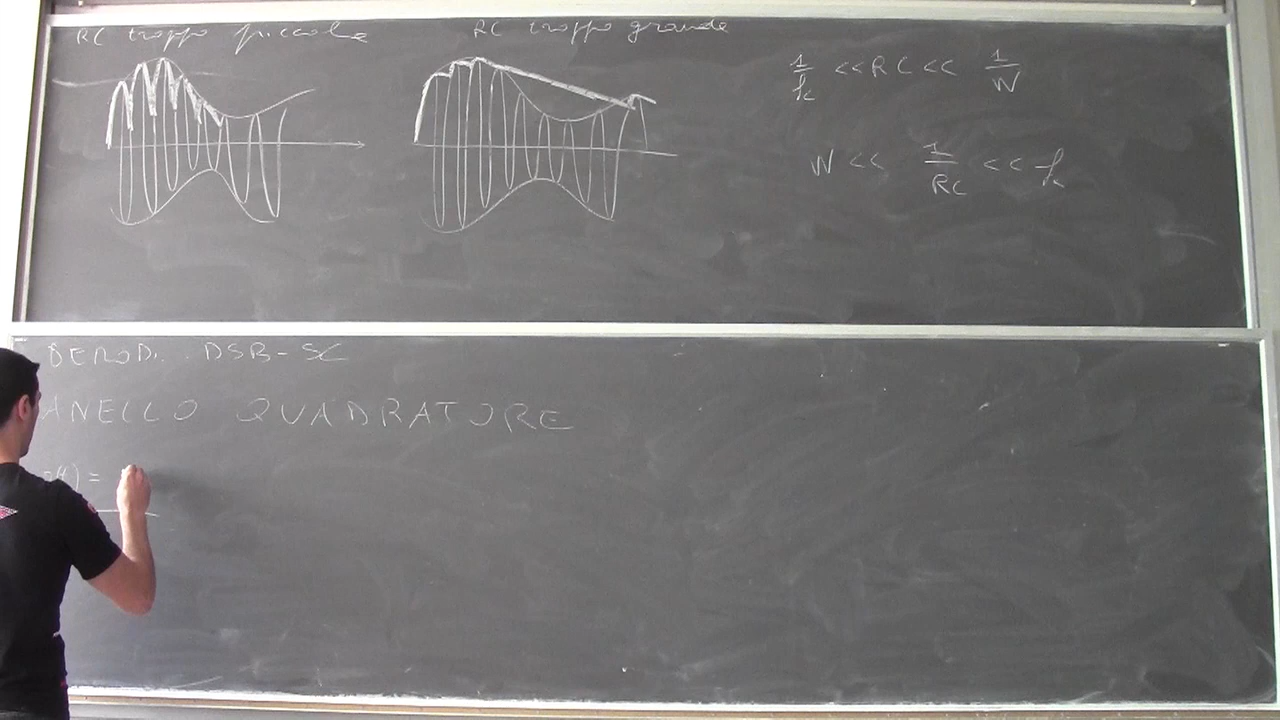 RC troppo piccolo
RC troppo grande
1/fc << RC << 1/W
W << 1/RC << fc
DEMOD. DSB-SC
ANELLO QUADRATORE
(t) =